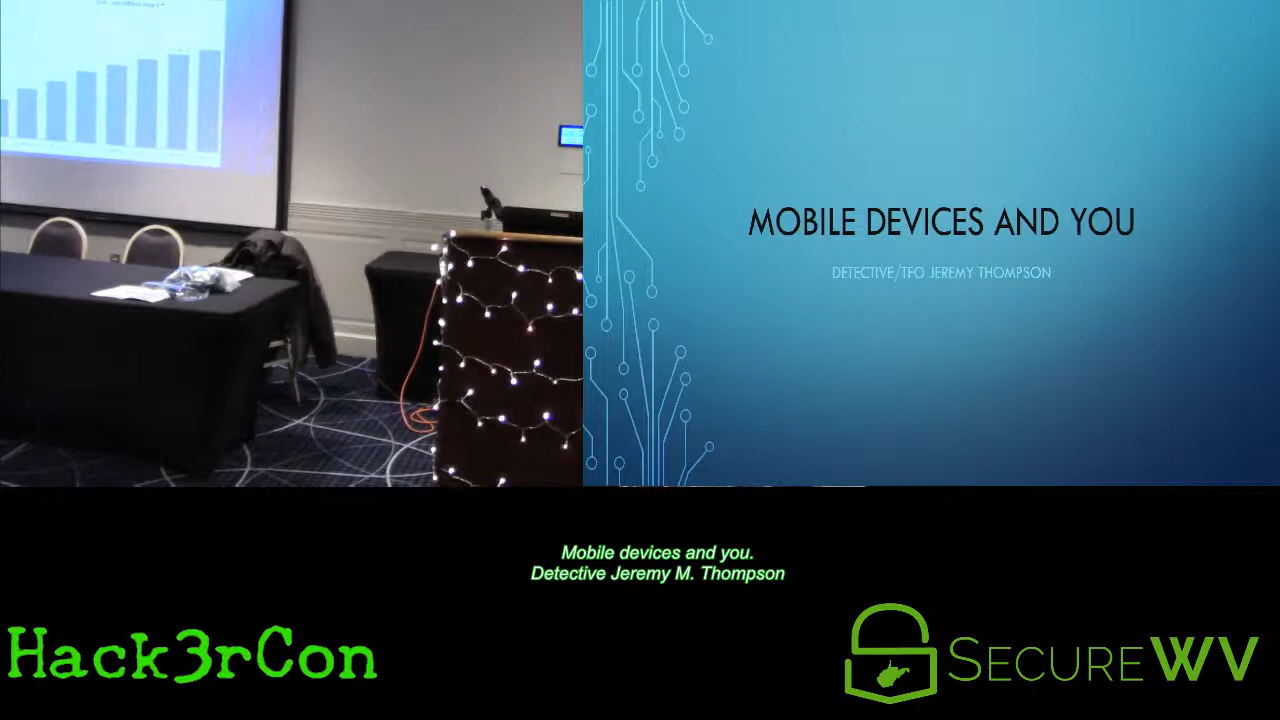 MOBILE DEVICES AND YOU
DETECTIVE/TFO JEREMY THOMPSON
Mobile devices and you.
Detective Jeremy M. Thompson
Hack3rCon
SECUREWV